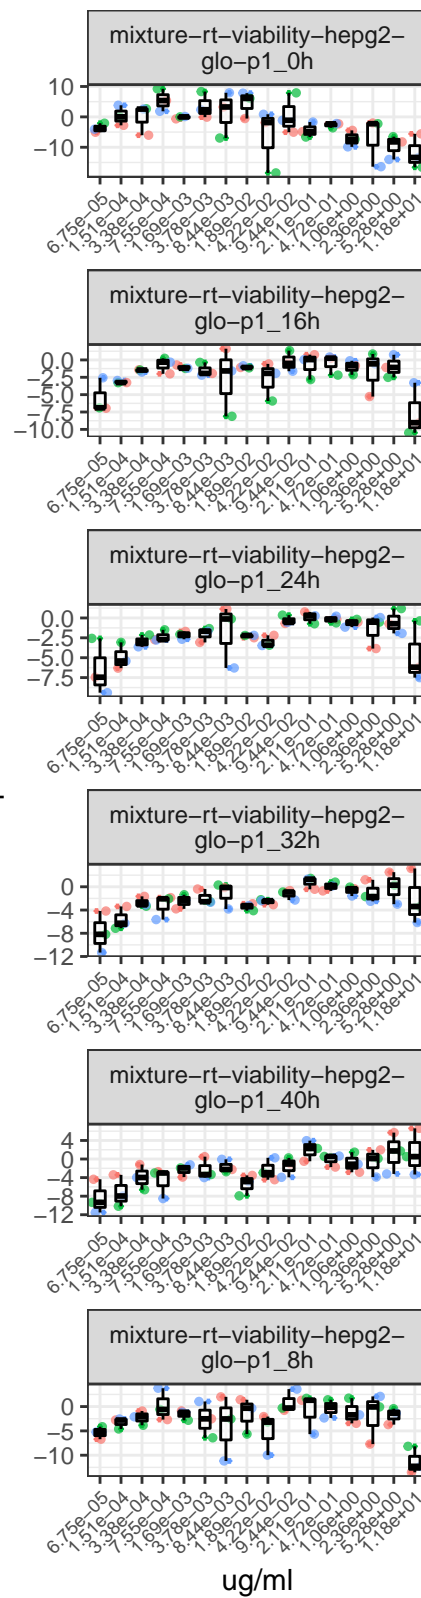 mixture−rt−viability−hepg2−
glo−p1_0h
10
0
−10
6.75e−05
1.51e−04
3.38e−04
7.55e−04
1.69e−03
3.78e−03
8.44e−03
1.89e−02
4.22e−02
9.44e−02
2.11e−01
4.72e−01
1.06e+00
2.36e+00
5.28e+00
1.18e+01
mixture−rt−viability−hepg2−
glo−p1_16h
0.0
−2.5
−5.0
−7.5
−10.0
6.75e−05
1.51e−04
3.38e−04
7.55e−04
1.69e−03
3.78e−03
8.44e−03
1.89e−02
4.22e−02
9.44e−02
2.11e−01
4.72e−01
1.06e+00
2.36e+00
5.28e+00
1.18e+01
mixture−rt−viability−hepg2−
glo−p1_24h
0.0
−2.5
−5.0
−7.5
6.75e−05
1.51e−04
3.38e−04
7.55e−04
1.69e−03
3.78e−03
8.44e−03
1.89e−02
4.22e−02
9.44e−02
2.11e−01
4.72e−01
1.06e+00
2.36e+00
5.28e+00
1.18e+01
mixture−rt−viability−hepg2−
glo−p1_32h
0
−4
−8
−12
6.75e−05
1.51e−04
3.38e−04
7.55e−04
1.69e−03
3.78e−03
8.44e−03
1.89e−02
4.22e−02
9.44e−02
2.11e−01
4.72e−01
1.06e+00
2.36e+00
5.28e+00
1.18e+01
mixture−rt−viability−hepg2−
glo−p1_40h
4
0
−4
−8
−12
6.75e−05
1.51e−04
3.38e−04
7.55e−04
1.69e−03
3.78e−03
8.44e−03
1.89e−02
4.22e−02
9.44e−02
2.11e−01
4.72e−01
1.06e+00
2.36e+00
5.28e+00
1.18e+01
mixture−rt−viability−hepg2−
glo−p1_8h
0
−5
−10
6.75e−05
1.51e−04
3.38e−04
7.55e−04
1.69e−03
3.78e−03
8.44e−03
1.89e−02
4.22e−02
9.44e−02
2.11e−01
4.72e−01
1.06e+00
2.36e+00
5.28e+00
1.18e+01
ug/ml